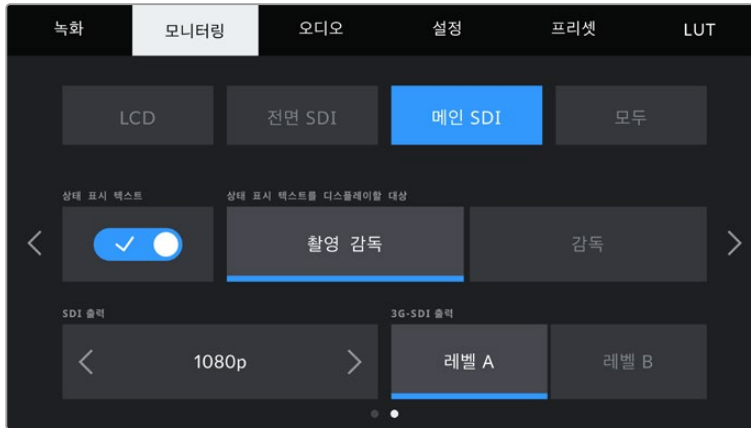 녹화 모니터링 오디오 설정 프리셋 LUT
LCD 전면 SDI 메인 SDI 모두
상태 표시 텍스트 상태 표시 텍스트를 디스플레이할 대상
촬영 감독 감독
SDI 출력 3G-SDI 출력
1080p 레벨 A 레벨 B